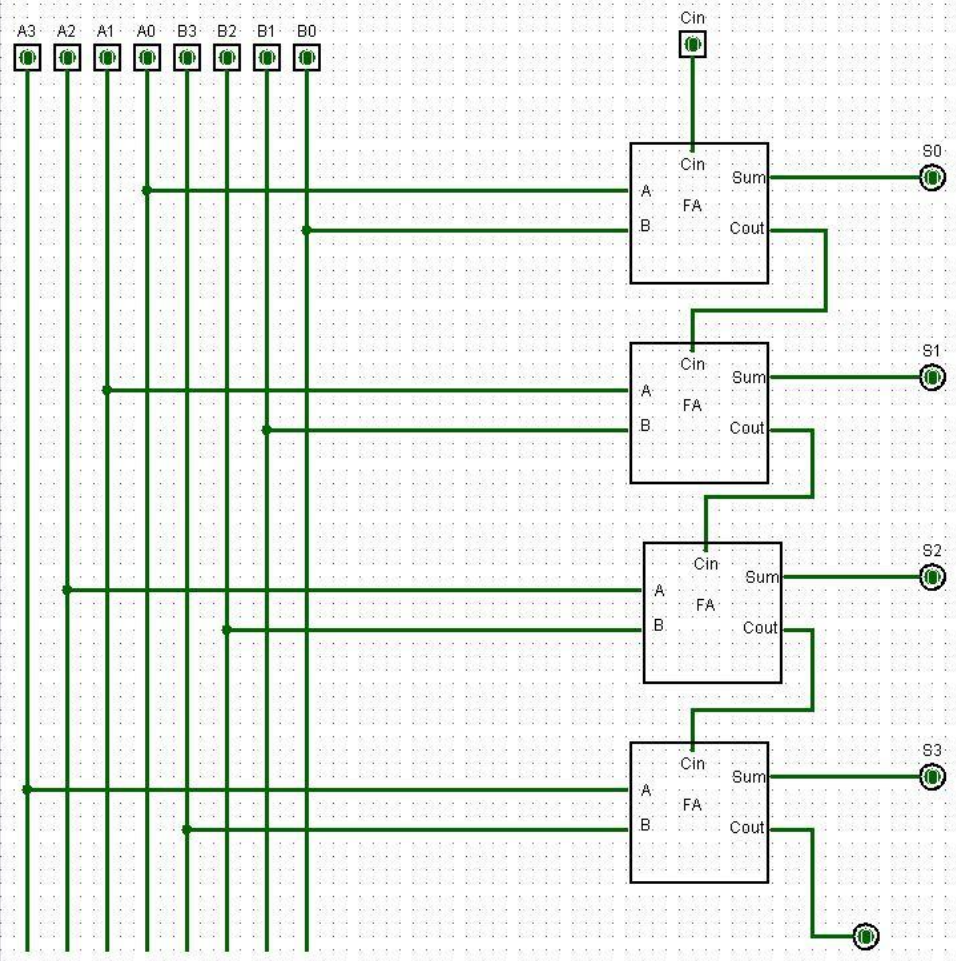 A3 A2 A1 A0 B3 B2 B1 B0
Cin
Cin
Sum
A
FA
B
Cout
S0
Cin
Sum
A
FA
B
Cout
S1
Cin
Sum
A
FA
B
Cout
S2
Cin
Sum
A
FA
B
Cout
S3